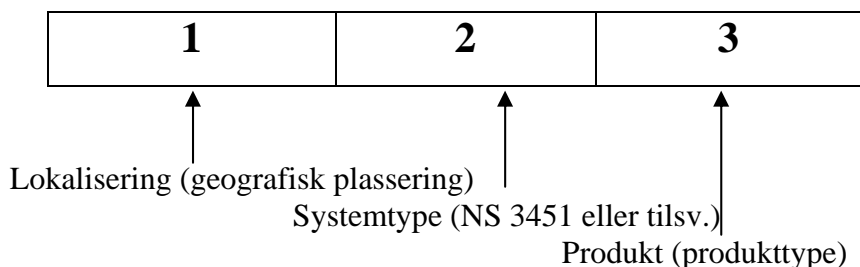 1 2 3
Lokalisering (geografisk plassering)
Systemtype (NS 3451 eller tilsv.)
Produkt (produkttype)